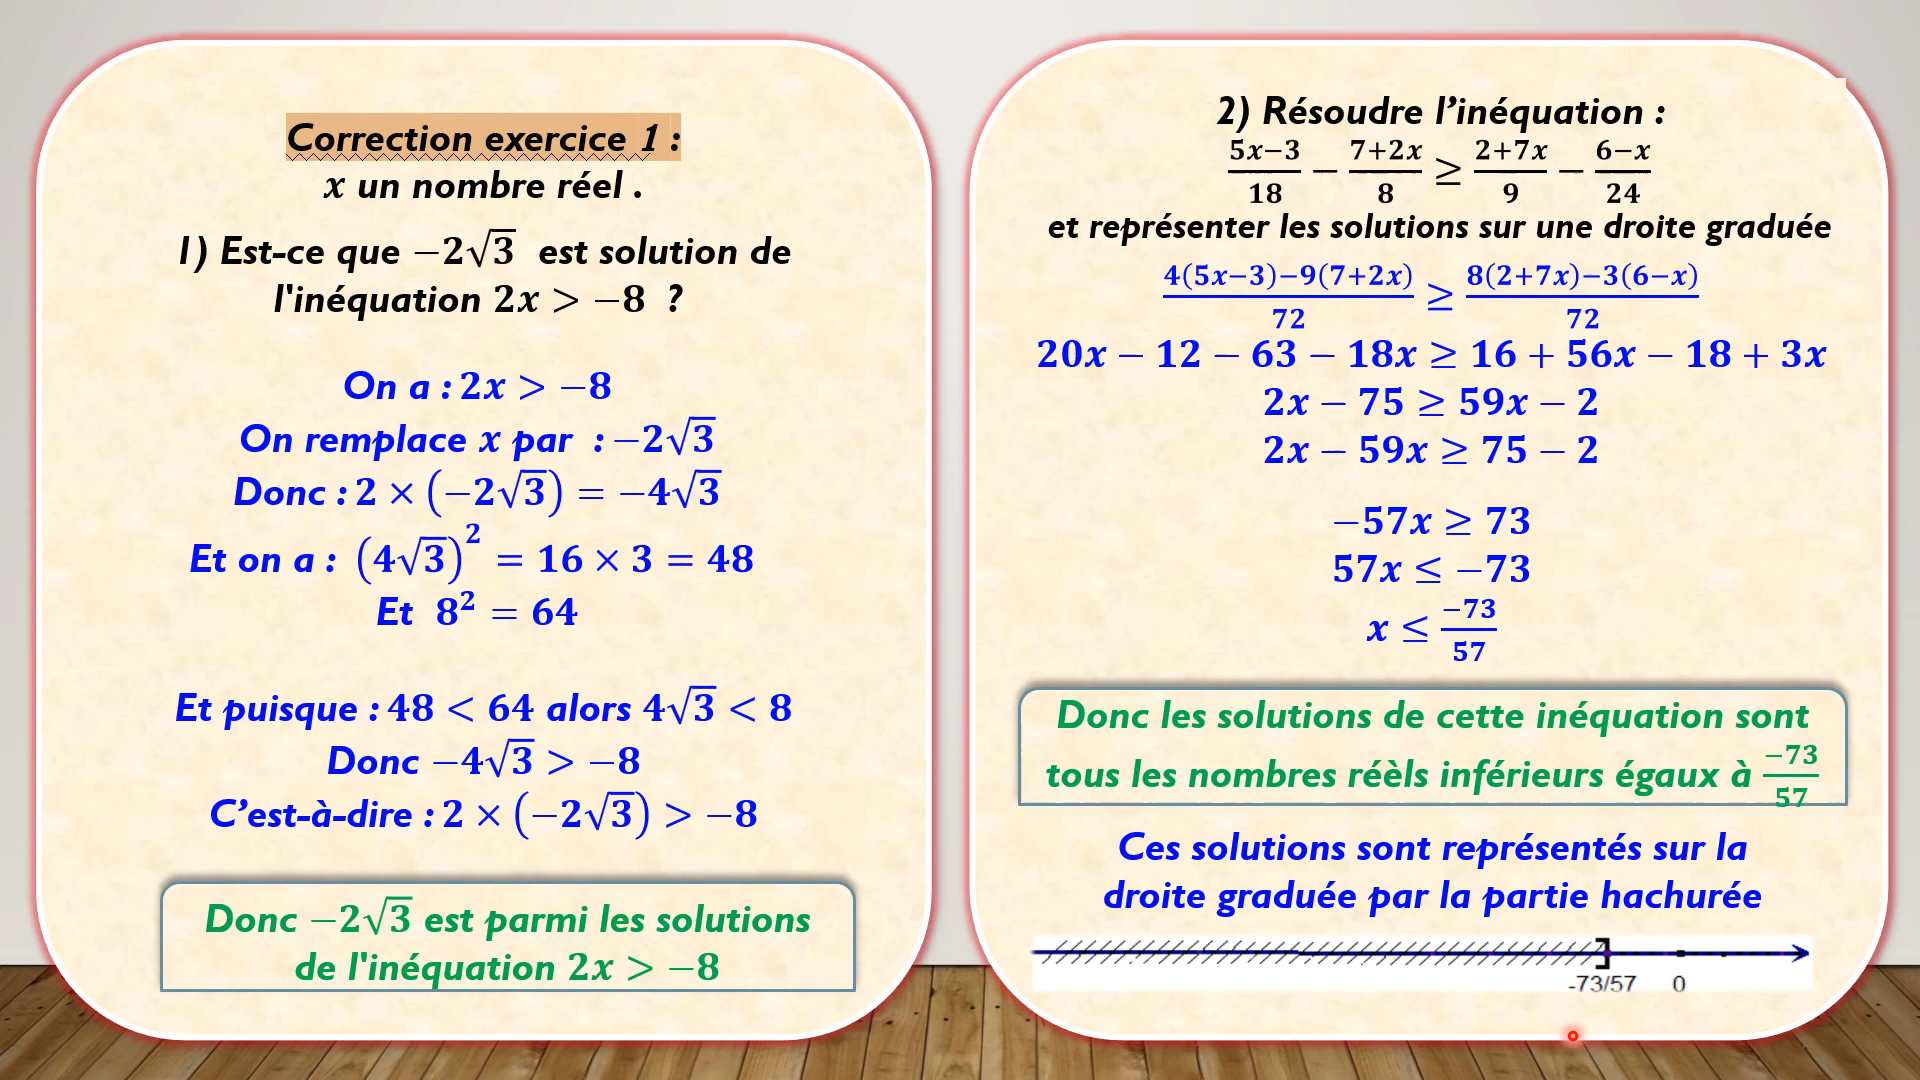 Correction exercice 1 :
x un nombre réel .
1) Est-ce que −2√3 est solution de
l'inéquation 2x > −8 ?
On a : 2x > −8
On remplace x par : −2√3
Donc : 2 × (−2√3) = −4√3
Et on a : (4√3)² = 16 × 3 = 48
Et 8² = 64
Et puisque : 48 < 64 alors 4√3 < 8
Donc −4√3 > −8
C’est-à-dire : 2 × (−2√3) > −8
Donc −2√3 est parmi les solutions
de l'inéquation 2x > −8
2) Résoudre l’inéquation :
(5x−3)/18 − (7+2x)/8 ≥ (2+7x)/9 − (6−x)/24
et représenter les solutions sur une droite graduée
(4(5x−3)−9(7+2x))/72 ≥ (8(2+7x)−3(6−x))/72
20x − 12 − 63 − 18x ≥ 16 + 56x − 18 + 3x
2x − 75 ≥ 59x − 2
2x − 59x ≥ 75 − 2
−57x ≥ 73
57x ≤ −73
x ≤ −73/57
Donc les solutions de cette inéquation sont
tous les nombres réèls inférieurs égaux à −73/57
Ces solutions sont représentés sur la
droite graduée par la partie hachurée
-73/57 0